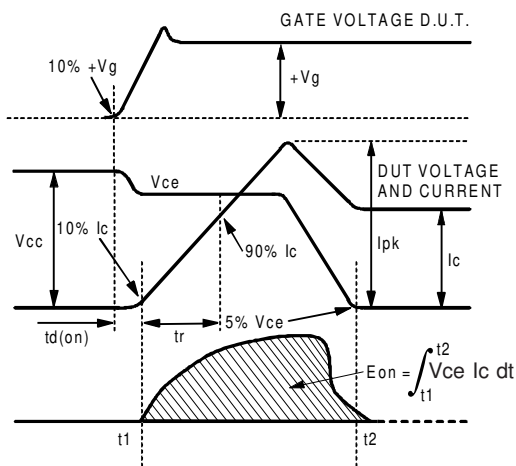 GATE VOLTAGE D.U.T.
10% +Vg
+Vg
Vce
DUT VOLTAGE
AND CURRENT
Vcc
10% Ic
90% Ic
Ipk
Ic
td(on)
tr
5% Vce
Eon = ∫ t2 t1 Vce Ic dt
t1
t2